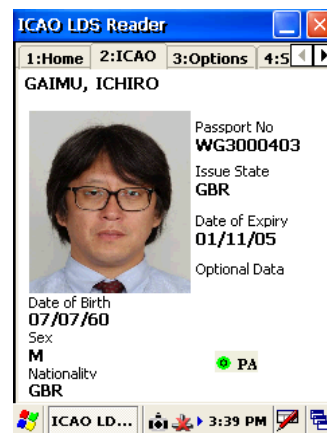 ICAO LDS Reader
1:Home 2:ICAO 3:Options 4:S
GAIMU, ICHIRO
Passport No
WG3000403
Issue State
GBR
Date of Expiry
01/11/05
Optional Data
Date of Birth
07/07/60
Sex
M
Nationality
GBR
PA
ICAO LD... 3:39 PM